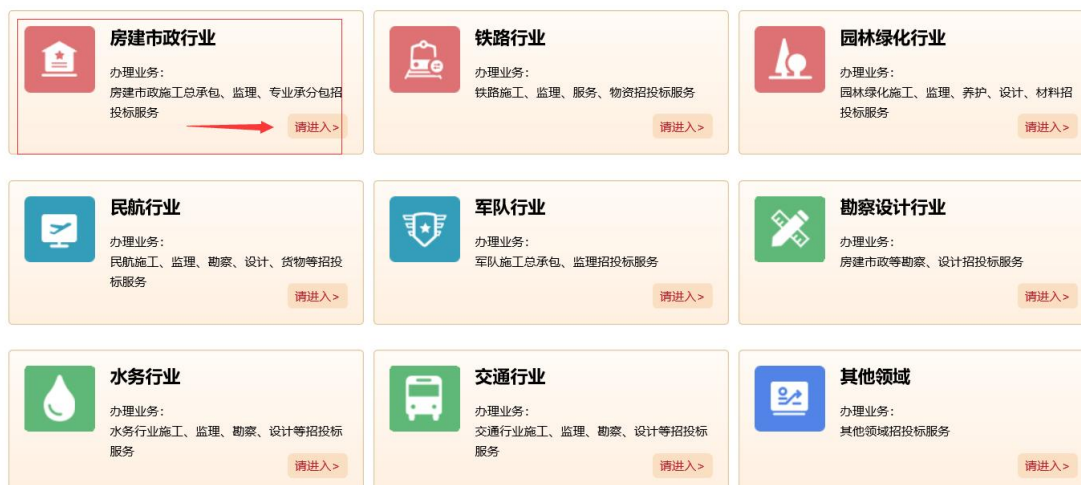 房建市政行业
办理业务：
房建市政施工总承包、监理、专业承分包招
投标服务
请进入>
铁路行业
办理业务：
铁路施工、监理、服务、物资招投标服务
请进入>
园林绿化行业
办理业务：
园林绿化施工、监理、养护、设计、材料招
投标服务
请进入>
民航行业
办理业务：
民航施工、监理、勘察、设计、货物等招投
标服务
请进入>
军队行业
办理业务：
军队施工总承包、监理招投标服务
请进入>
勘察设计行业
办理业务：
房建市政等勘察、设计招投标服务
请进入>
水务行业
办理业务：
水务行业施工、监理、勘察、设计等招投标
服务
请进入>
交通行业
办理业务：
交通行业施工、监理、勘察、设计等招投标
服务
请进入>
其他领域
办理业务：
其他领域招投标服务
请进入>